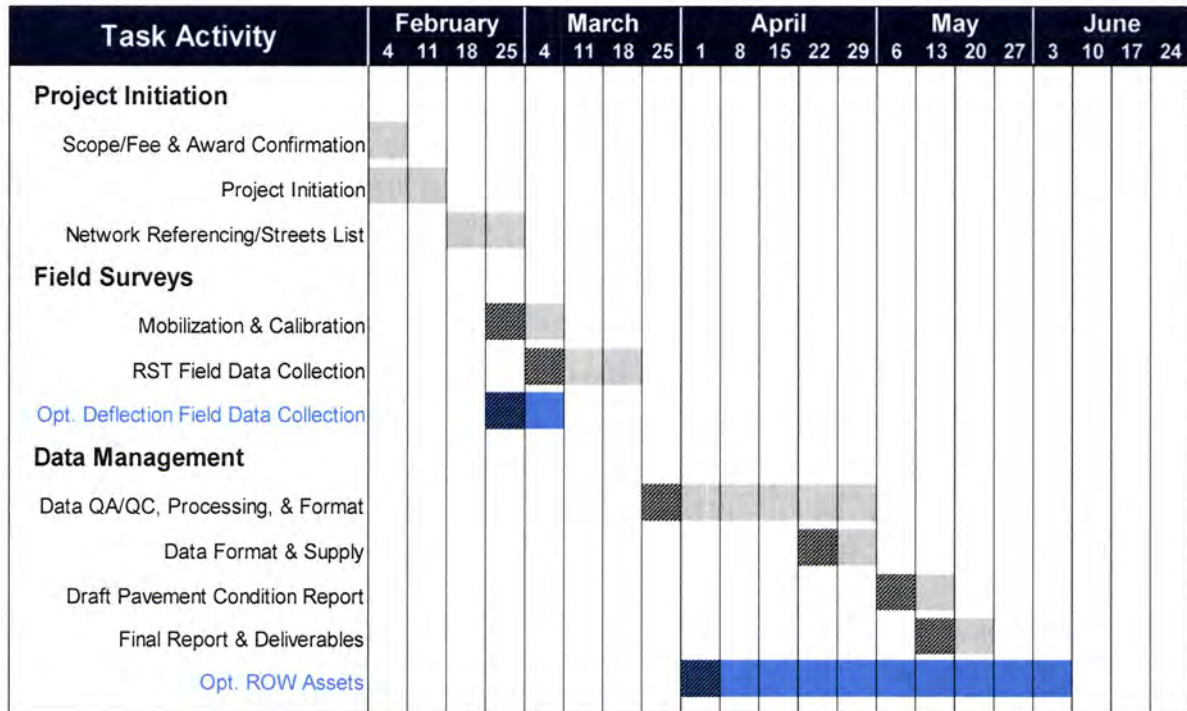 Task Activity
February March April May June
4 11 18 25 4 11 18 25 1 8 15 22 29 6 13 20 27 3 10 17 24
Project Initiation
Scope/Fee & Award Confirmation
Project Initiation
Network Referencing/Streets List
Field Surveys
Mobilization & Calibration
RST Field Data Collection
Opt. Deflection Field Data Collection
Data Management
Data QA/QC, Processing, & Format
Data Format & Supply
Draft Pavement Condition Report
Final Report & Deliverables
Opt. ROW Assets